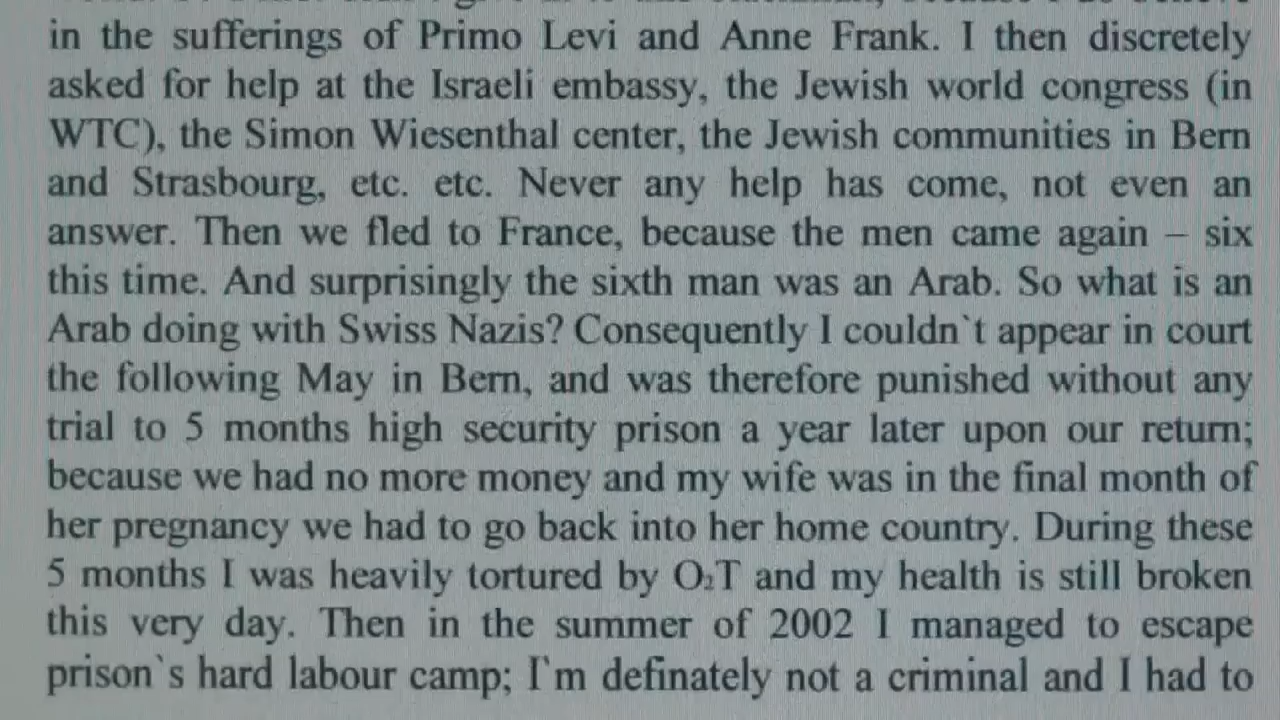 in the sufferings of Primo Levi and Anne Frank. I then discretely
asked for help at the Israeli embassy, the Jewish world congress (in
WTC), the Simon Wiesenthal center, the Jewish communities in Bern
and Strasbourg, etc. etc. Never any help has come, not even an
answer. Then we fled to France, because the men came again – six
this time. And surprisingly the sixth man was an Arab. So what is an
Arab doing with Swiss Nazis? Consequently I couldn`t appear in court
the following May in Bern, and was therefore punished without any
trial to 5 months high security prison a year later upon our return;
because we had no more money and my wife was in the final month of
her pregnancy we had to go back into her home country. During these
5 months I was heavily tortured by O₂T and my health is still broken
this very day. Then in the summer of 2002 I managed to escape
prison`s hard labour camp; I`m definately not a criminal and I had to